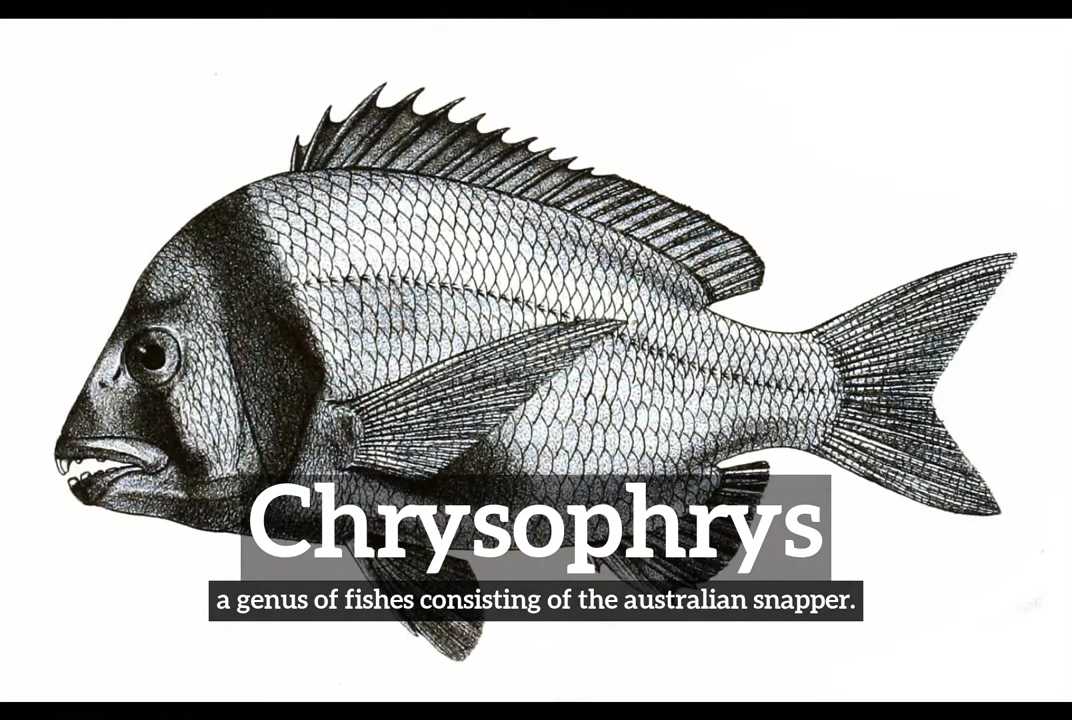 Chrysophrys
a genus of fishes consisting of the australian snapper.